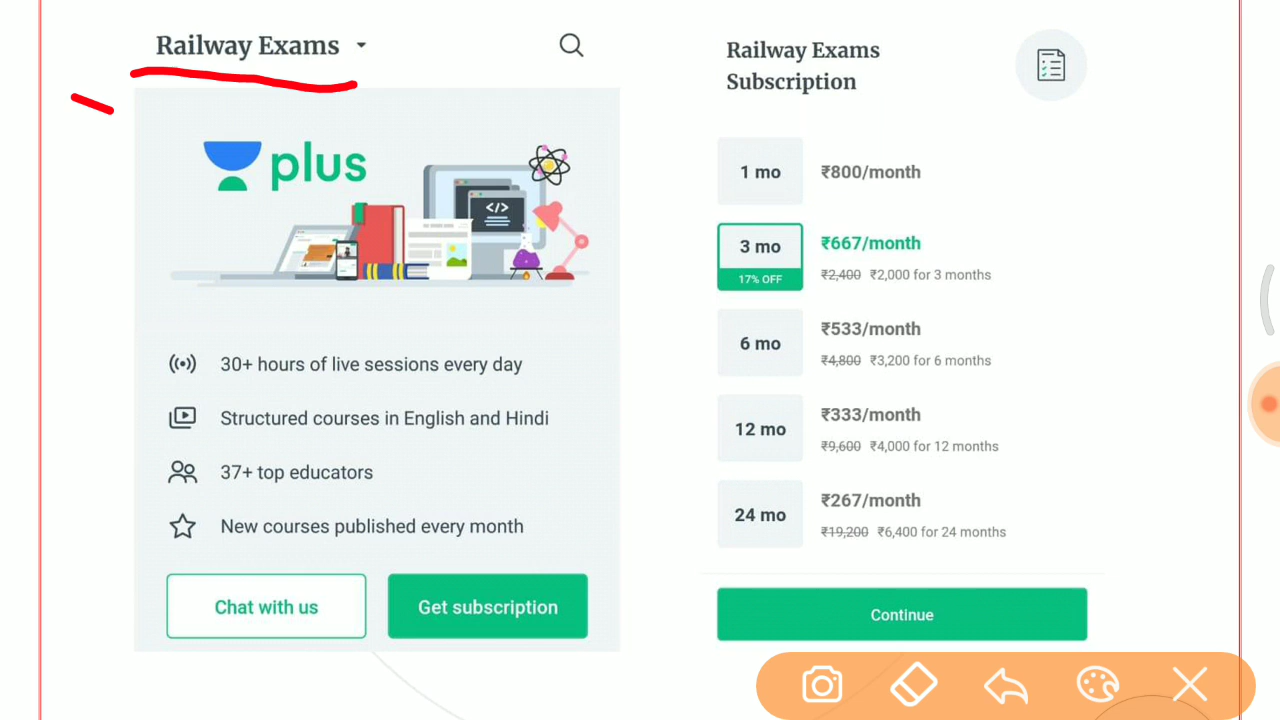 Railway Exams
plus
</>
30+ hours of live sessions every day
Structured courses in English and Hindi
37+ top educators
New courses published every month
Chat with us
Get subscription
Railway Exams
Subscription
1 mo
₹800/month
3 mo
17% OFF
₹667/month
₹2,400 ₹2,000 for 3 months
6 mo
₹533/month
₹4,800 ₹3,200 for 6 months
12 mo
₹333/month
₹9,600 ₹4,000 for 12 months
24 mo
₹267/month
₹19,200 ₹6,400 for 24 months
Continue